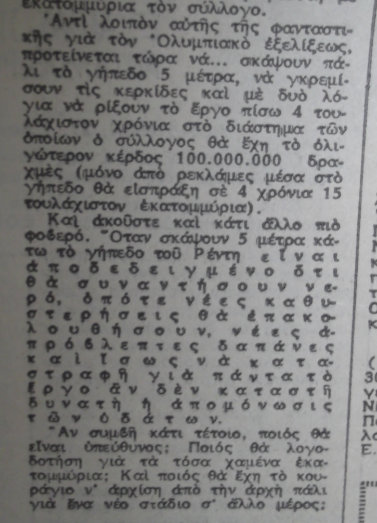 ἑκατομμύρια τὸν σύλλογο.
Ἀντὶ λοιπὸν αὐτῆς τῆς φανταστι-
κῆς γιὰ τὸν Ὀλυμπιακὸ ἐξελίξεως,
προτείνεται τώρα νά... σκάψουν πά-
λι τὸ γήπεδο 5 μέτρα, νὰ γκρεμί-
σουν τὶς κερκίδες καὶ μὲ δυὸ λό-
για νὰ ρίξουν τὸ ἔργο πίσω 4 του-
λάχιστον χρόνια στὸ διάστημα τῶν
ὁποίων ὁ σύλλογος θὰ ἔχη τὸ ὀλι-
γώτερον κέρδος 100.000.000 δρα-
χμὲς (μόνο ἀπὸ ρεκλάμες μέσα στὸ
γήπεδο θὰ εἰσπράξη σὲ 4 χρόνια 15
τουλάχιστον ἑκατομμύρια).
Καὶ ἀκοῦστε καὶ κάτι ἄλλο πιὸ
φοβερό. Ὅταν σκάψουν 5 μέτρα κά-
τω τὸ γήπεδο τοῦ Ρέντη εἶναι
ἀποδεδειγμένο ὅτι
θὰ συναντήσουν νε-
ρό, ὁπότε νέες καθυ-
στερήσεις θὰ ἐπακο-
λουθήσουν, νέες ἀ-
πρόβλεπτες δαπάνες
καὶ ἴσως νὰ κατα-
στραφῆ γιὰ πάντα τὸ
ἔργο ἂν δὲν καταστῆ
δυνατὴ ἡ ἀπομόνωσις
τῶν ὑδάτων.
Ἂν συμβῆ κάτι τέτοιο, ποιὸς θὰ
εἶναι ὑπεύθυνος; Ποιὸς θὰ λογο-
δοτήση γιὰ τὰ τόσα χαμένα ἑκα-
τομμύρια; Καὶ ποιὸς θὰ ἔχη τὸ κου-
ράγιο ν' ἀρχίση ἀπὸ τὴν ἀρχὴ πάλι
γιὰ ἕνα νέο στάδιο σ' ἄλλο μέρος;